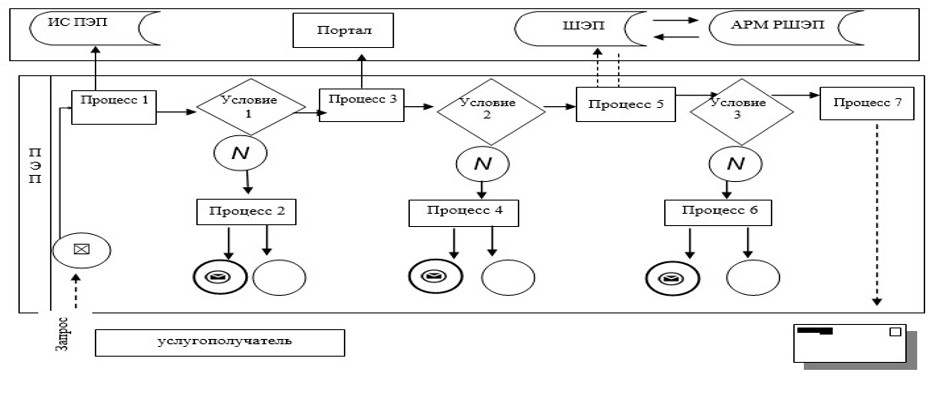 ИС ПЭП
Портал
ШЭП
АРМ РШЭП
ПЭП
Процесс 1
Условие
1
Процесс 3
Условие
2
Процесс 5
Условие
3
Процесс 7
N
N
N
Процесс 2
Процесс 4
Процесс 6
Запрос
услугополучатель